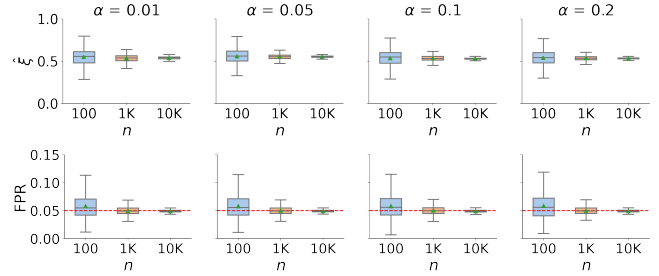 α = 0.01 α = 0.05 α = 0.1 α = 0.2
1.0
0.5
0.0
ξ̂
100 1K 10K 100 1K 10K 100 1K 10K 100 1K 10K
n n n n
0.15
0.10
0.05
0.00
FPR
100 1K 10K 100 1K 10K 100 1K 10K 100 1K 10K
n n n n